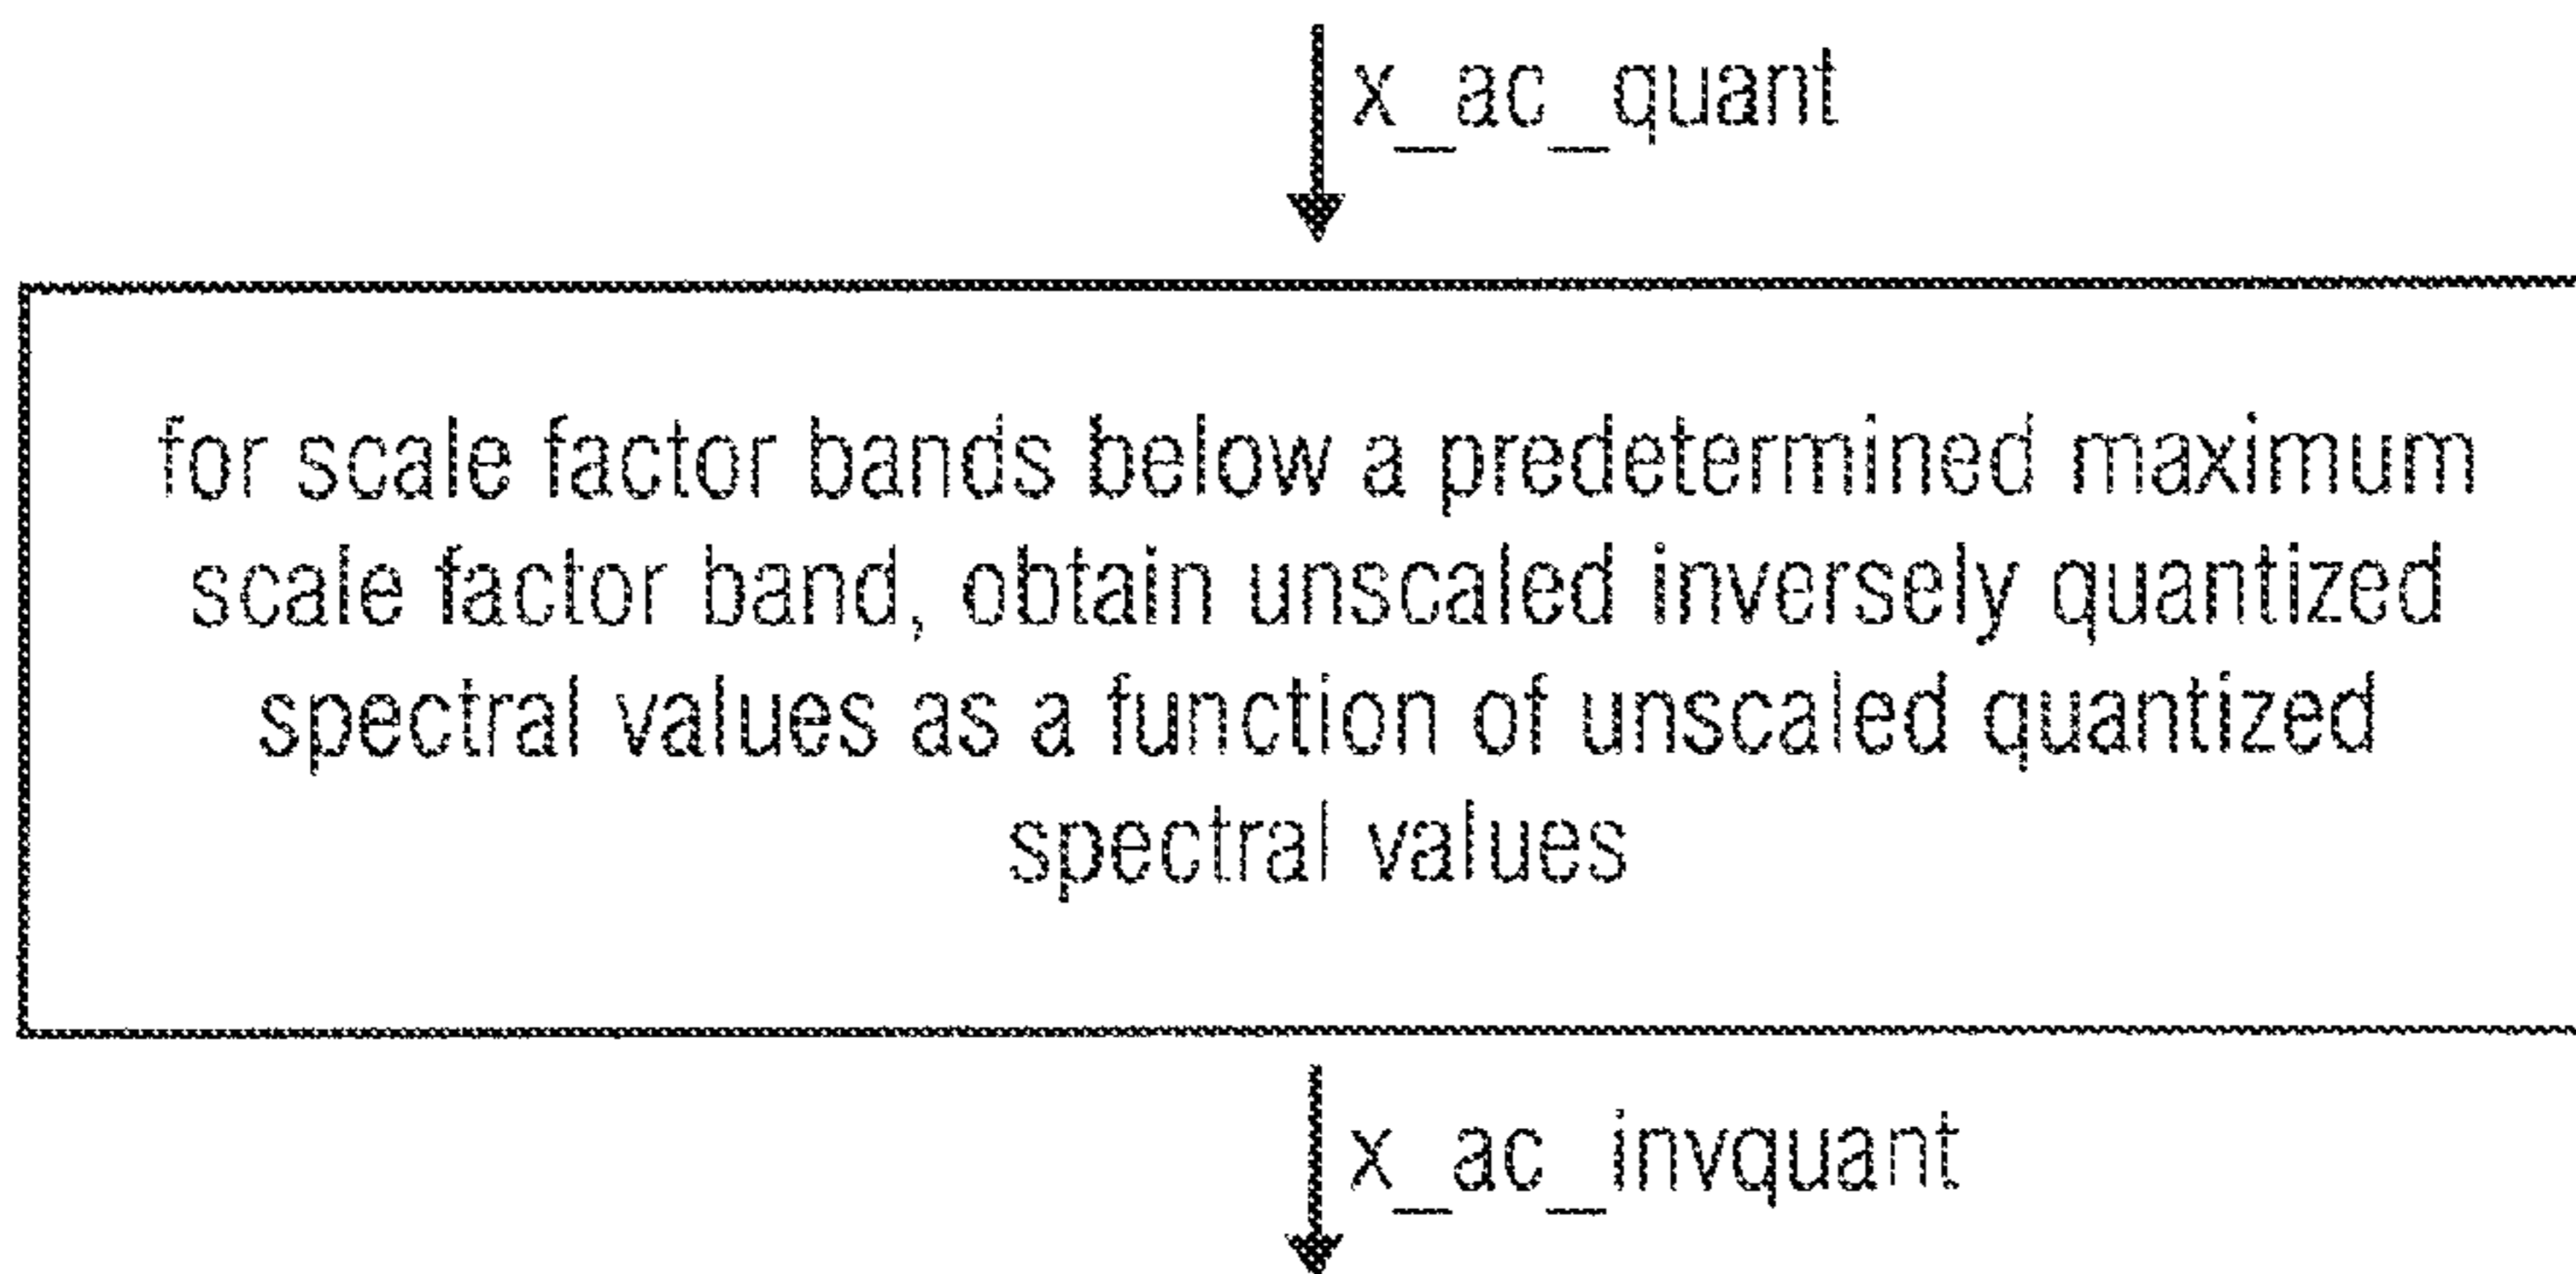 x_ac_quant
for scale factor bands below a predetermined maximum
scale factor band, obtain unscaled inversely quantized
spectral values as a function of unscaled quantized
spectral values
x_ac_invquant